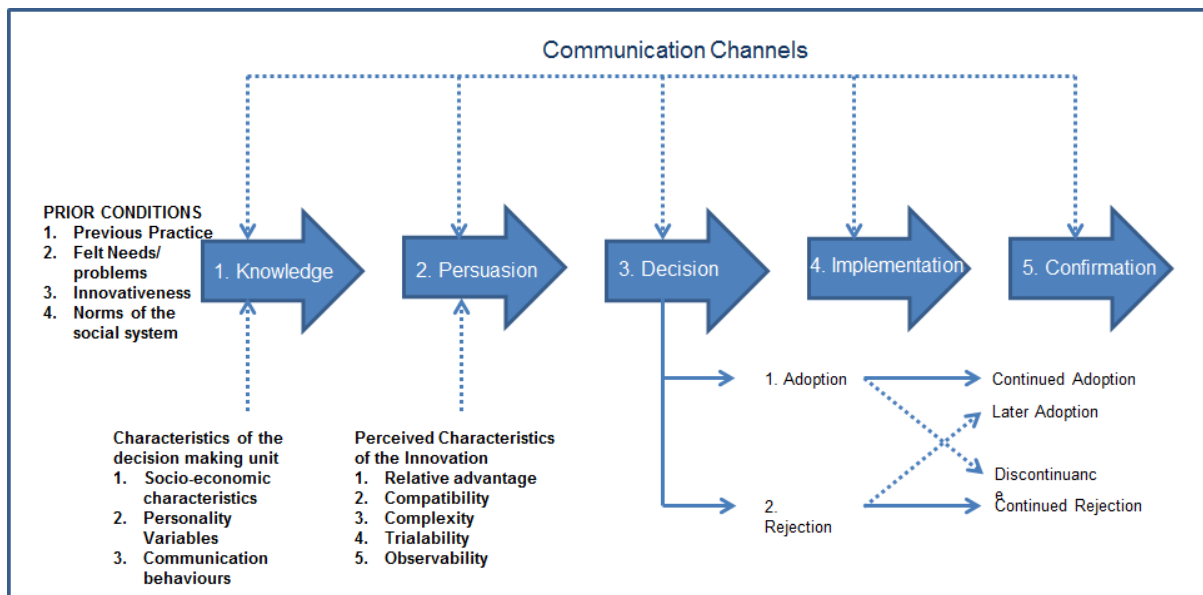 Communication Channels
PRIOR CONDITIONS
1. Previous Practice
2. Felt Needs/
problems
3. Innovativeness
4. Norms of the
social system
1. Knowledge
2. Persuasion
3. Decision
4. Implementation
5. Confirmation
Characteristics of the
decision making unit
1. Socio-economic
characteristics
2. Personality
Variables
3. Communication
behaviours
Perceived Characteristics
of the Innovation
1. Relative advantage
2. Compatibility
3. Complexity
4. Trialability
5. Observability
1. Adoption
2.
Rejection
Continued Adoption
Later Adoption
Discontinuanc
e
Continued Rejection